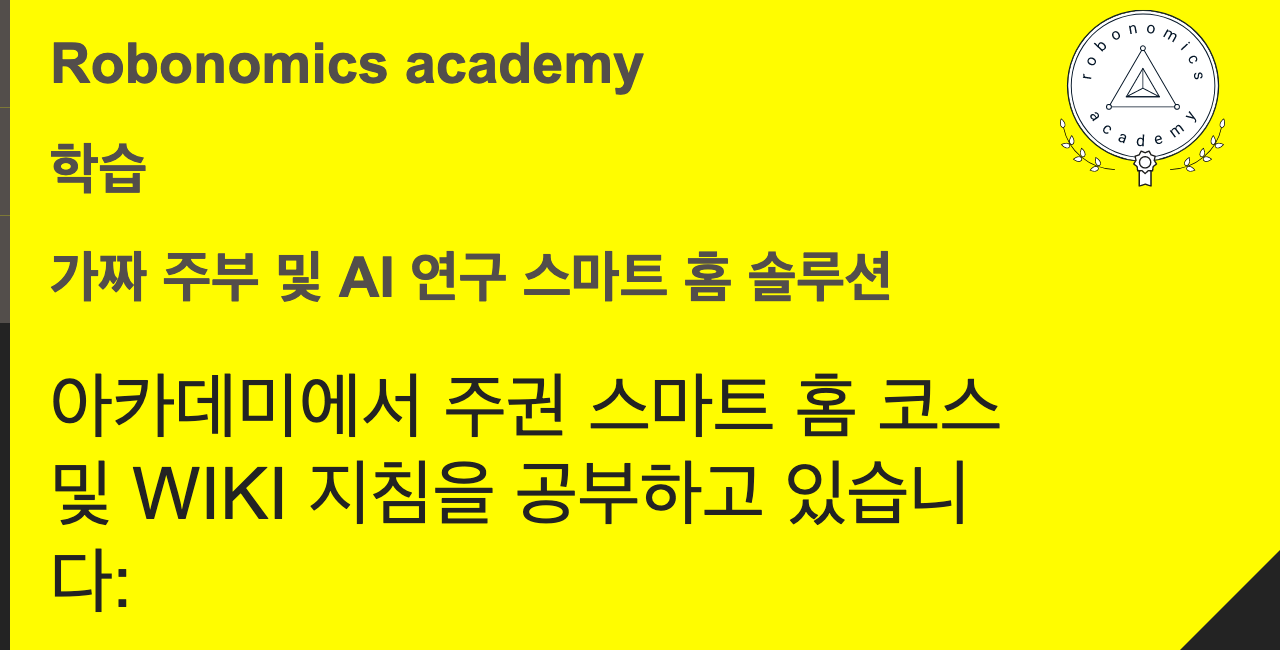 Robonomics academy
robonomics
academy
학습
가짜 주부 및 AI 연구 스마트 홈 솔루션
아카데미에서 주권 스마트 홈 코스
및 WIKI 지침을 공부하고 있습니
다: